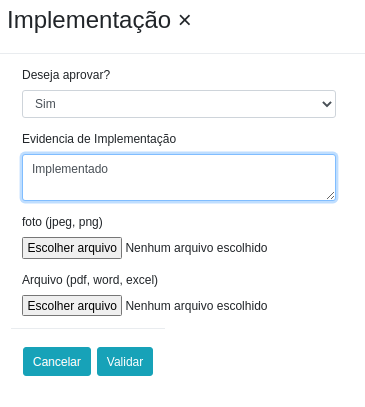 Implementação ×
Deseja aprovar?
Sim
Evidencia de Implementação
Implementado
foto (jpeg, png)
Escolher arquivo Nenhum arquivo escolhido
Arquivo (pdf, word, excel)
Escolher arquivo Nenhum arquivo escolhido
Cancelar Validar